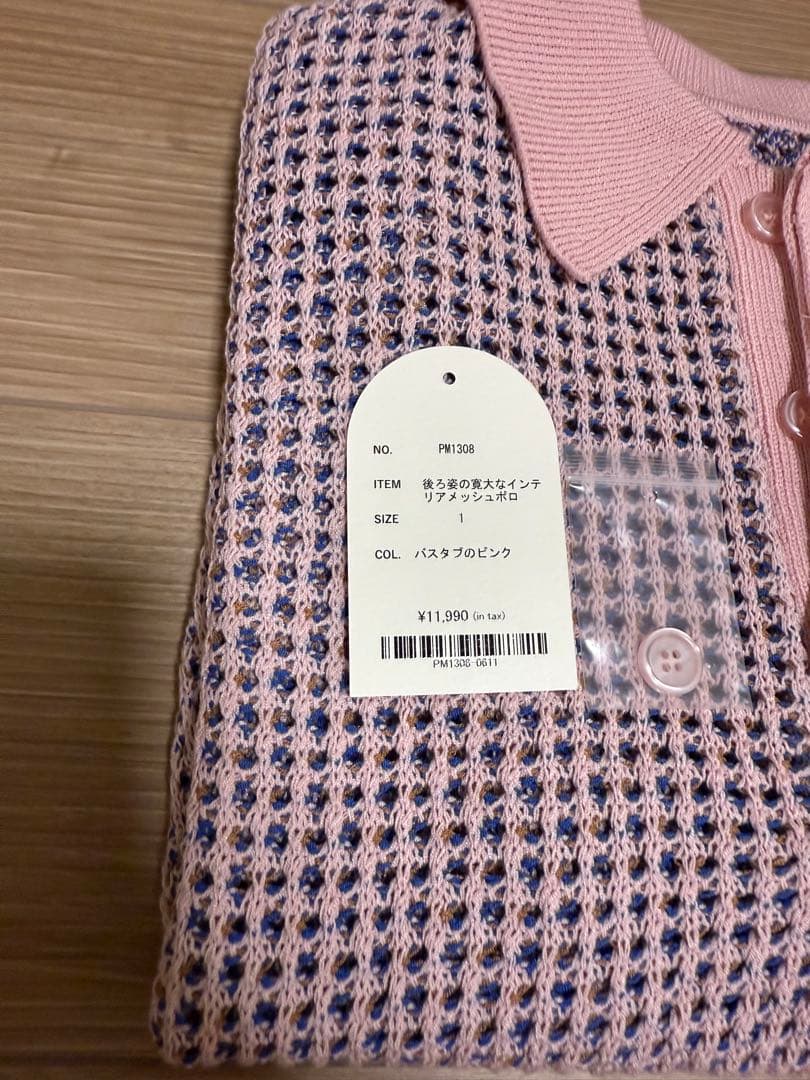 NO. PM1308
ITEM 後ろ姿の寛大なインテ
リアメッシュポロ
SIZE 1
COL. バスタブのピンク
¥11,990 (in tax)
PM1308-0611